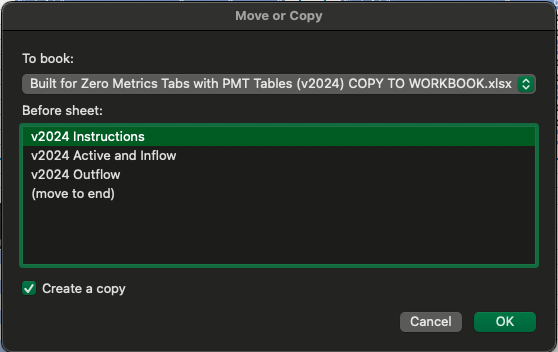 Move or Copy
To book:
Built for Zero Metrics Tabs with PMT Tables (v2024) COPY TO WORKBOOK.xlsx
Before sheet:
v2024 Instructions
v2024 Active and Inflow
v2024 Outflow
(move to end)
Create a copy
Cancel
OK